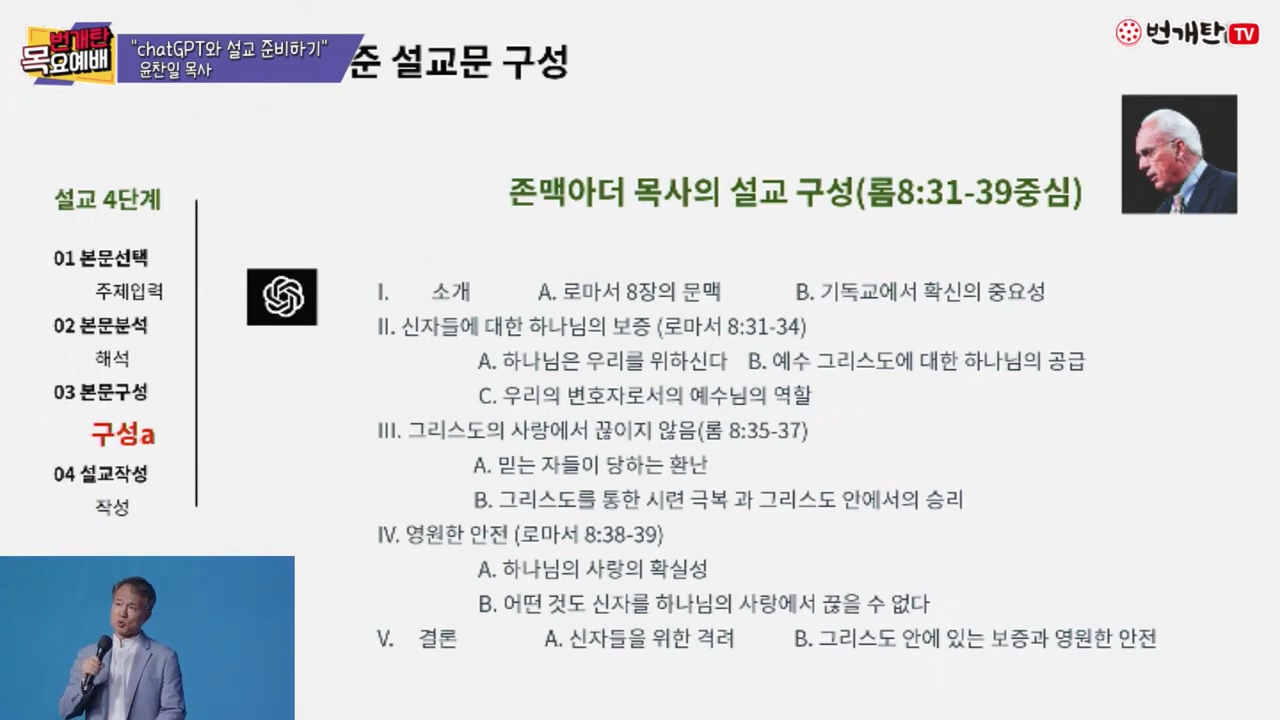 번개탄
목요예배
"chatGPT와 설교 준비하기"
윤찬일 목사
준 설교문 구성
번개탄 TV
설교 4단계
01 본문선택
주제입력
02 본문분석
해석
03 본문구성
구성a
04 설교작성
작성
존맥아더 목사의 설교 구성(롬8:31-39중심)
I. 소개 A. 로마서 8장의 문맥 B. 기독교에서 확신의 중요성
II. 신자들에 대한 하나님의 보증 (로마서 8:31-34)
A. 하나님은 우리를 위하신다 B. 예수 그리스도에 대한 하나님의 공급
C. 우리의 변호자로서의 예수님의 역할
III. 그리스도의 사랑에서 끊이지 않음(롬 8:35-37)
A. 믿는 자들이 당하는 환난
B. 그리스도를 통한 시련 극복 과 그리스도 안에서의 승리
IV. 영원한 안전 (로마서 8:38-39)
A. 하나님의 사랑의 확실성
B. 어떤 것도 신자를 하나님의 사랑에서 끊을 수 없다
V. 결론 A. 신자들을 위한 격려 B. 그리스도 안에 있는 보증과 영원한 안전